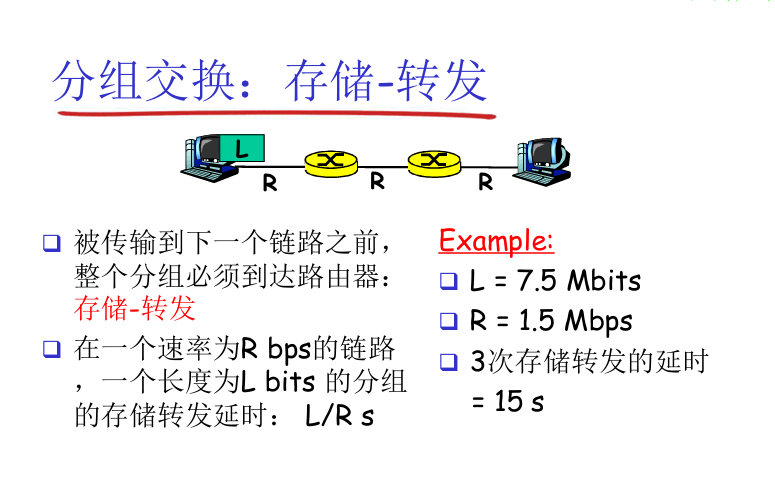 分组交换：存储-转发
L
R
R
R
被传输到下一个链路之前，
整个分组必须到达路由器：
存储-转发
在一个速率为R bps的链路
，一个长度为L bits 的分组
的存储转发延时： L/R s
Example:
L = 7.5 Mbits
R = 1.5 Mbps
3次存储转发的延时
= 15 s